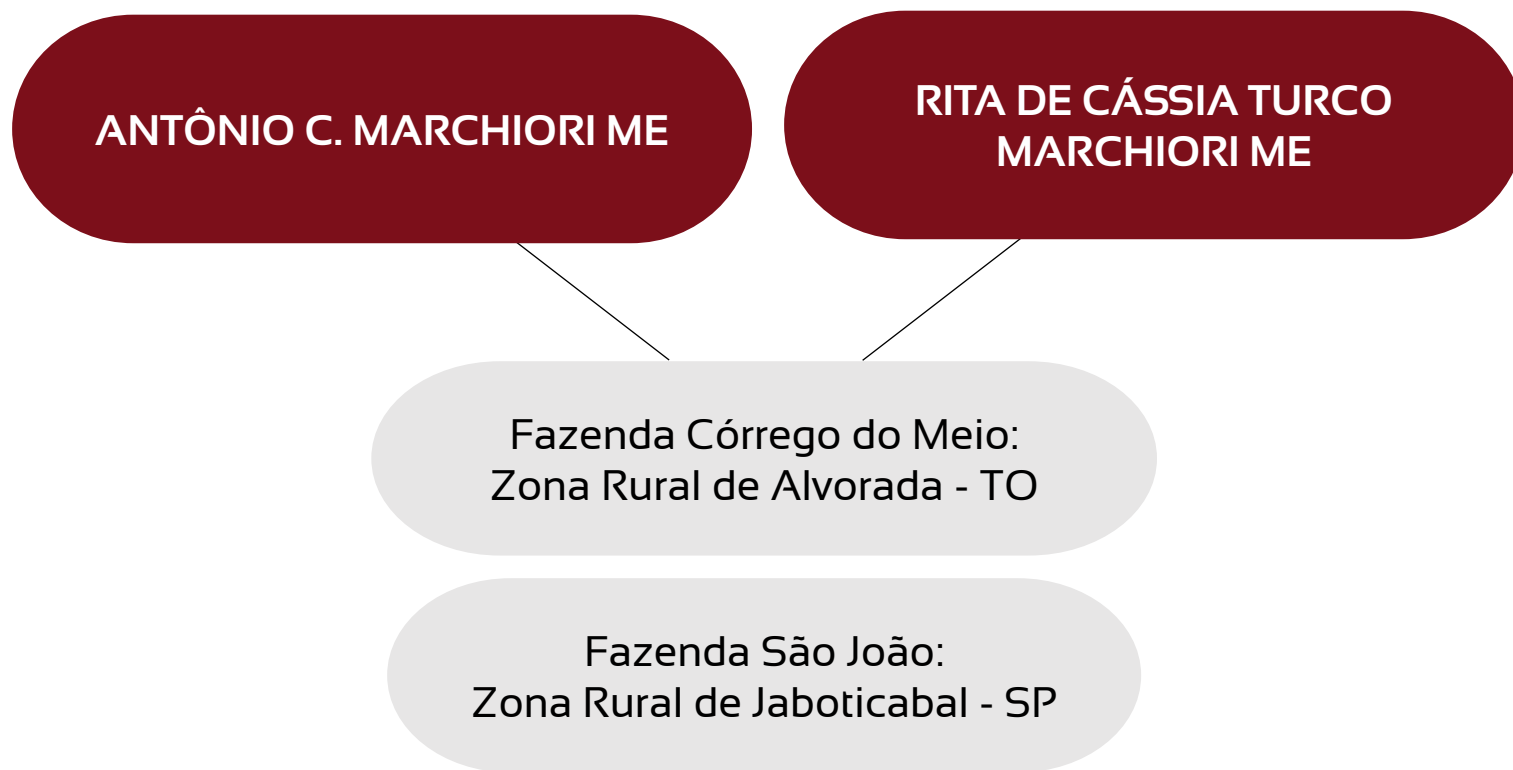 ANTÔNIO C. MARCHIORI ME
RITA DE CÁSSIA TURCO
MARCHIORI ME
Fazenda Córrego do Meio:
Zona Rural de Alvorada - TO
Fazenda São João:
Zona Rural de Jaboticabal - SP